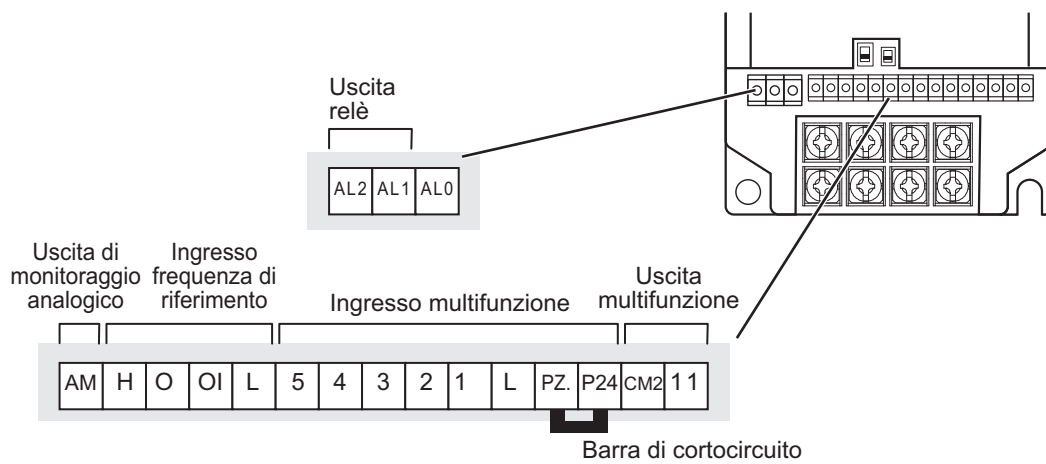 Uscita
relè
AL2 AL1 AL0
Uscita di
monitoraggio
analogico
Ingresso
frequenza di
riferimento
Ingresso multifunzione
Uscita
multifunzione
AM H O OI L 5 4 3 2 1 L PZ. P24 CM2 11
Barra di cortocircuito